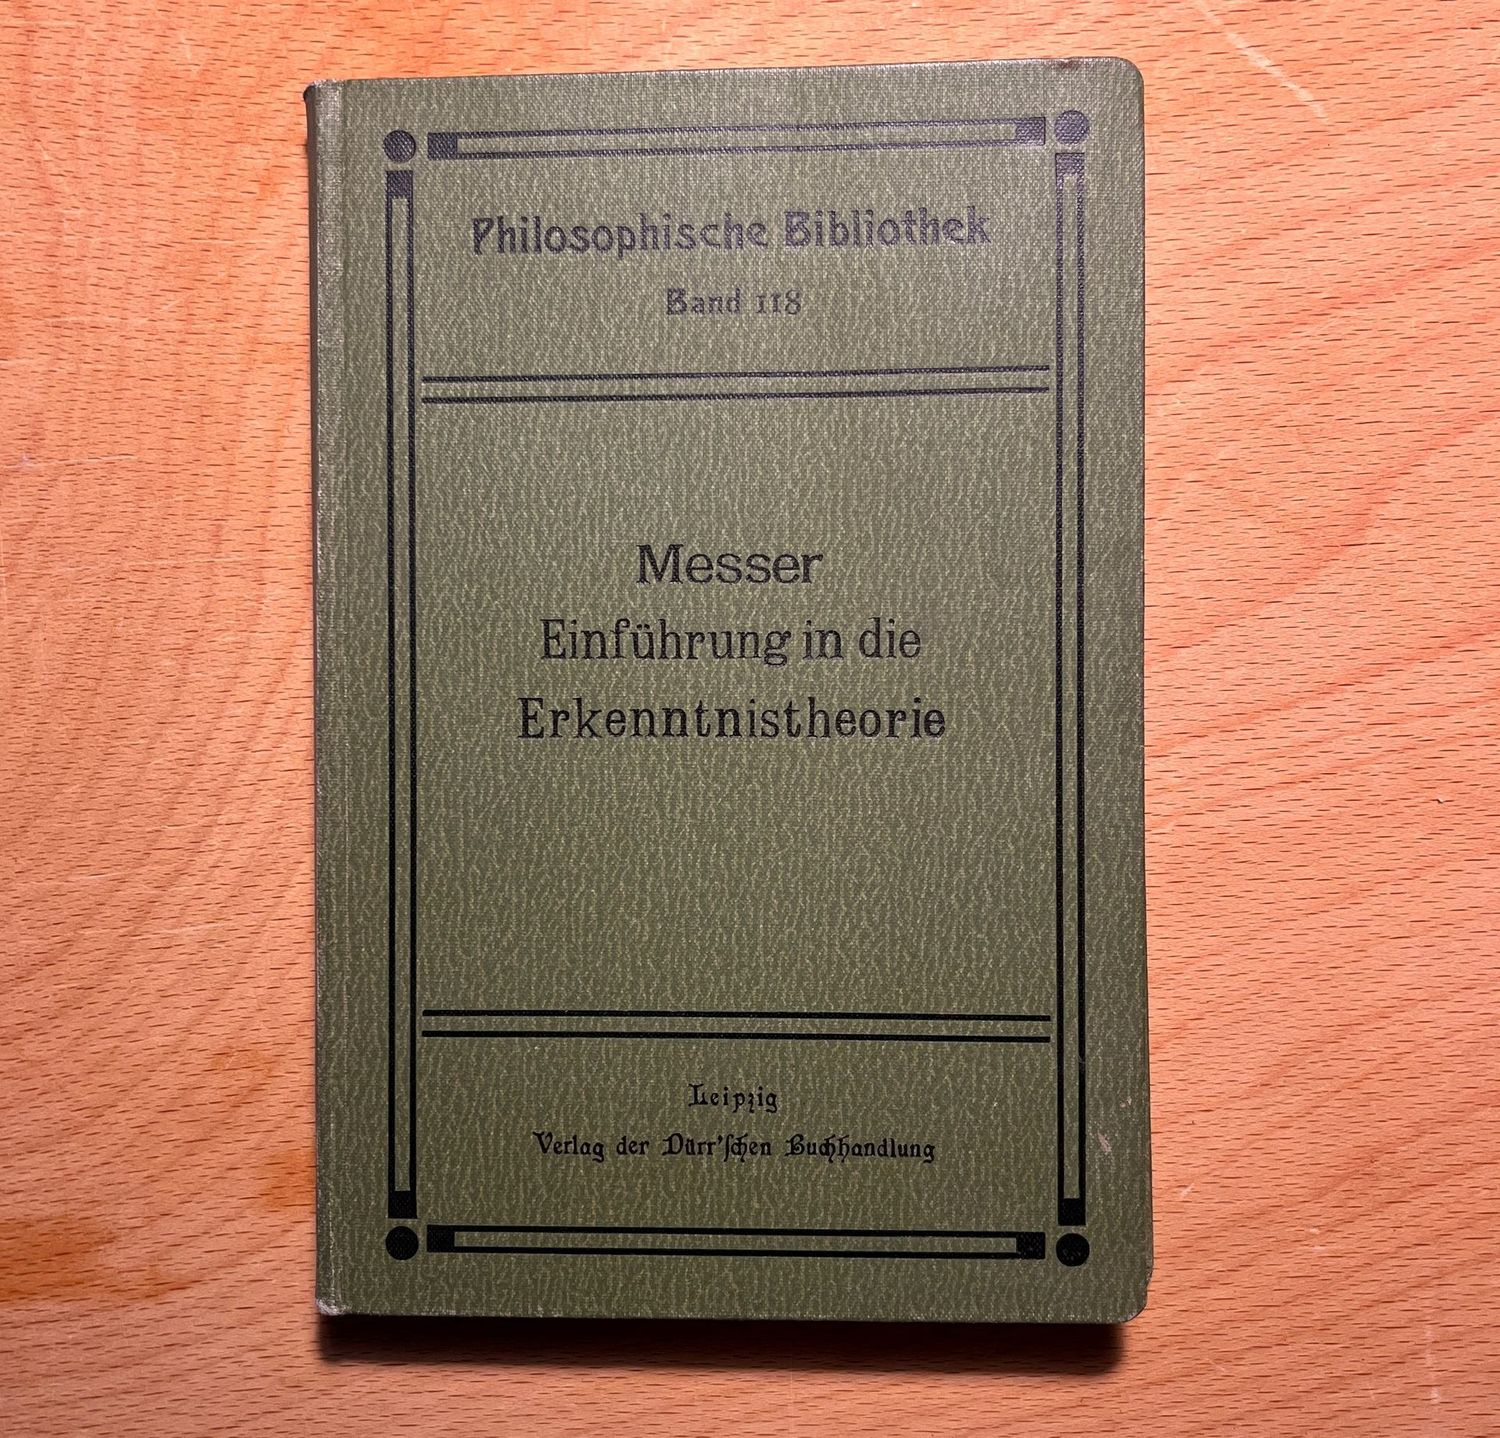 Philosophische Bibliothek
Band 118
Messer
Einführung in die
Erkenntnistheorie
Leipzig
Verlag der Dürr'schen Buchhandlung